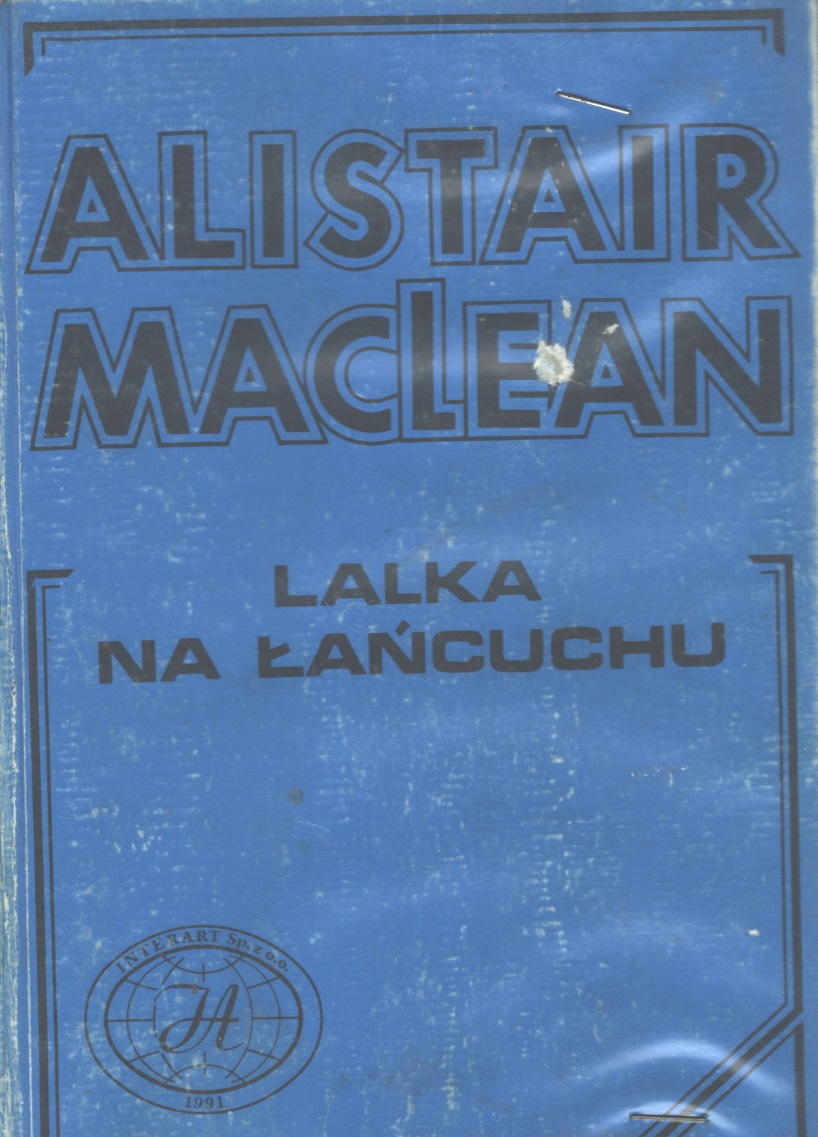 ALISTAIR
MACLEAN
LALKA
NA ŁAŃCUCHU
INTERART Sp. z o.o.
IA
1991